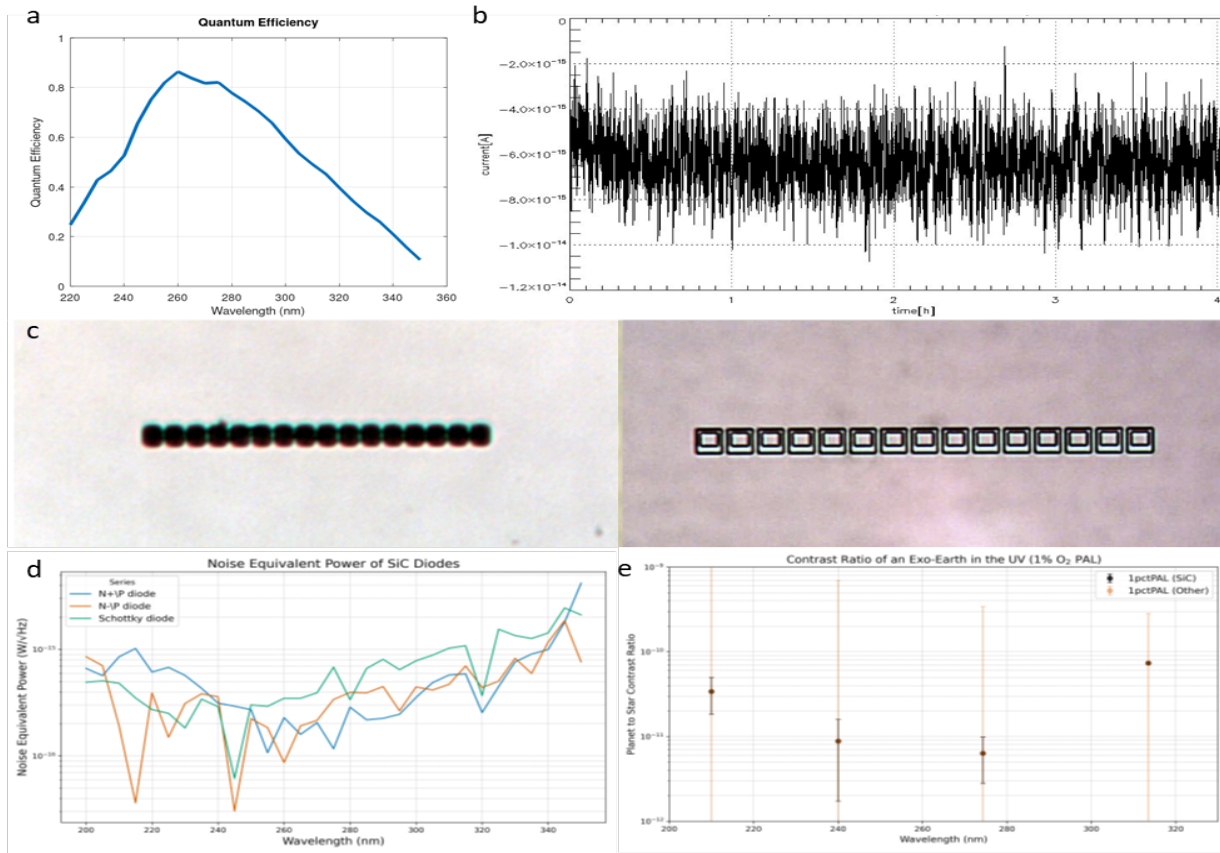 a
Quantum Efficiency
1
0.8
0.6
0.4
0.2
0
220
240
260
280
300
320
340
360
Quantum Efficiency
Wavelength (nm)
b
0
−2.0×10⁻¹⁵
−4.0×10⁻¹⁵
−6.0×10⁻¹⁵
−8.0×10⁻¹⁵
−1.0×10⁻¹⁴
−1.2×10⁻¹⁴
current[A]
0
1
2
3
4
time[h]
c
d
Noise Equivalent Power of SiC Diodes
Series
N+\P diode
N-\P diode
Schottky diode
Noise Equivalent Power (W/√Hz)
10⁻¹⁵
10⁻¹⁶
200
220
240
260
280
300
320
340
Wavelength (nm)
e
Contrast Ratio of an Exo-Earth in the UV (1% O₂ PAL)
1pctPAL (SiC)
1pctPAL (Other)
Planet to Star Contrast Ratio
10⁻⁹
10⁻¹⁰
10⁻¹¹
10⁻¹²
200
220
240
260
280
300
320
Wavelength (nm)